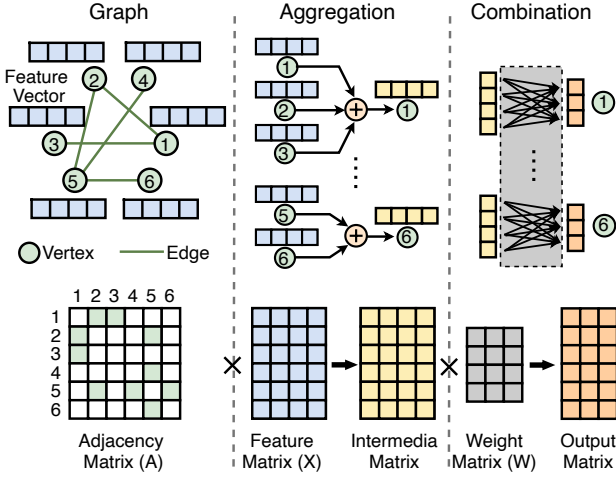 Graph
Aggregation
Combination
Feature
Vector
2
4
3
1
5
6
Vertex
Edge
1
2
3
1
5
6
6
1
6
1 2 3 4 5 6
1
2
3
4
5
6
Adjacency
Matrix (A)
Feature
Matrix (X)
Intermedia
Matrix
Weight
Matrix (W)
Output
Matrix